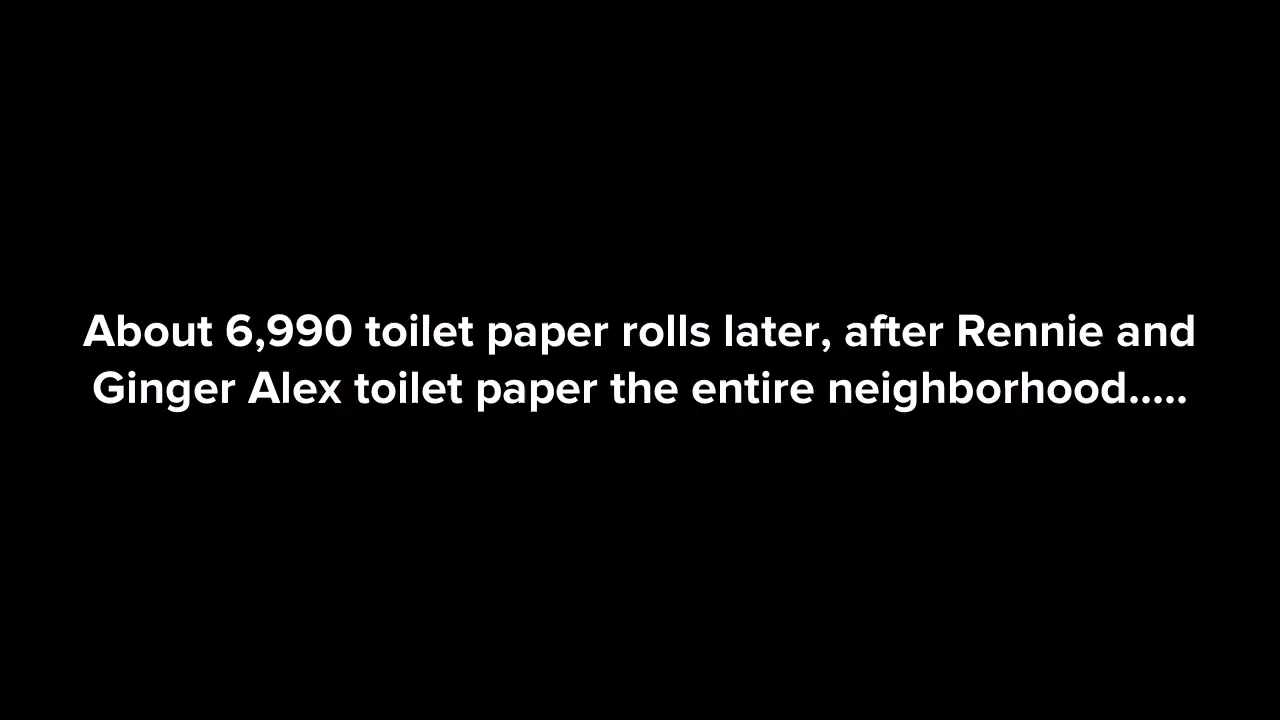 About 6,990 toilet paper rolls later, after Rennie and
Ginger Alex toilet paper the entire neighborhood.....